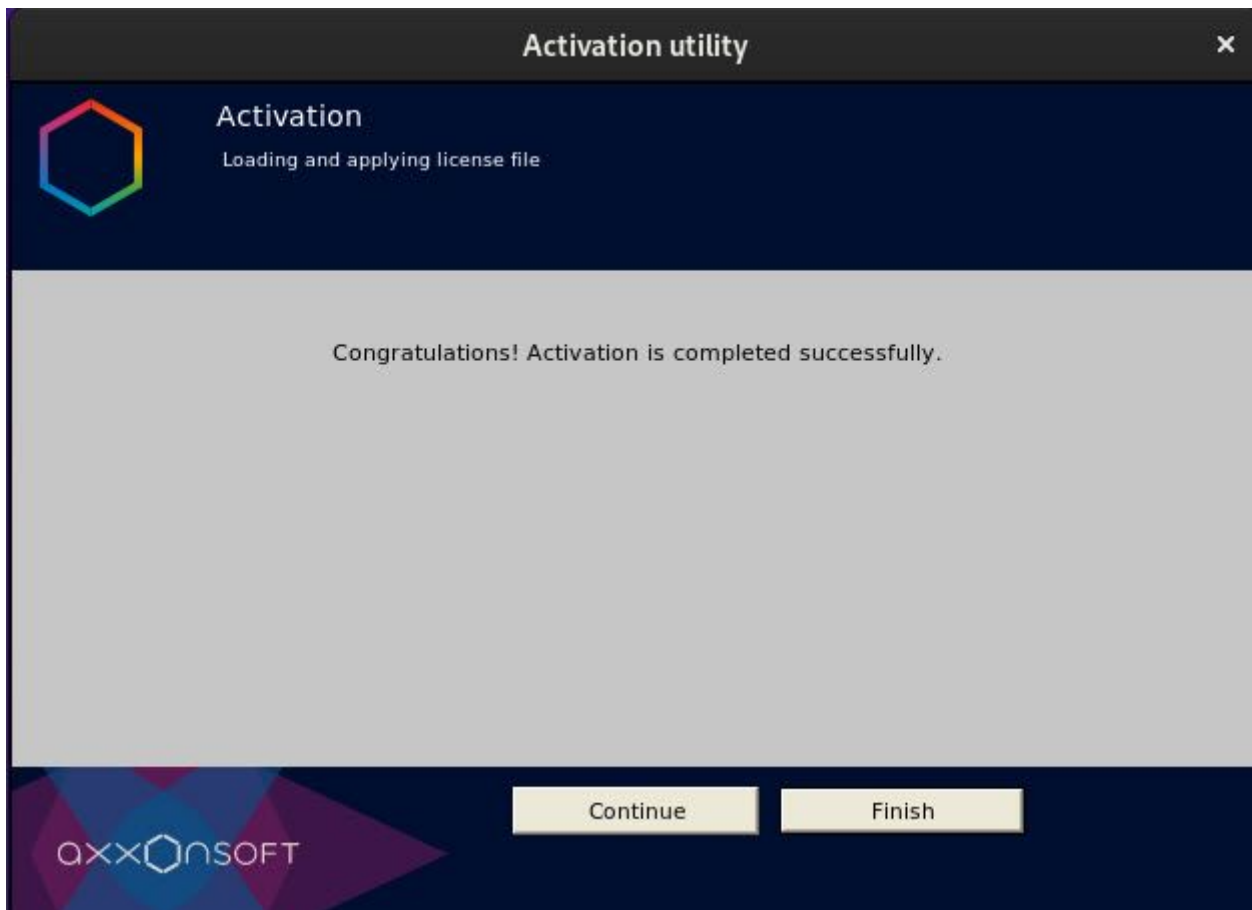 Activation utility
Activation
Loading and applying license file
Congratulations! Activation is completed successfully.
Continue
Finish
axxonsoft